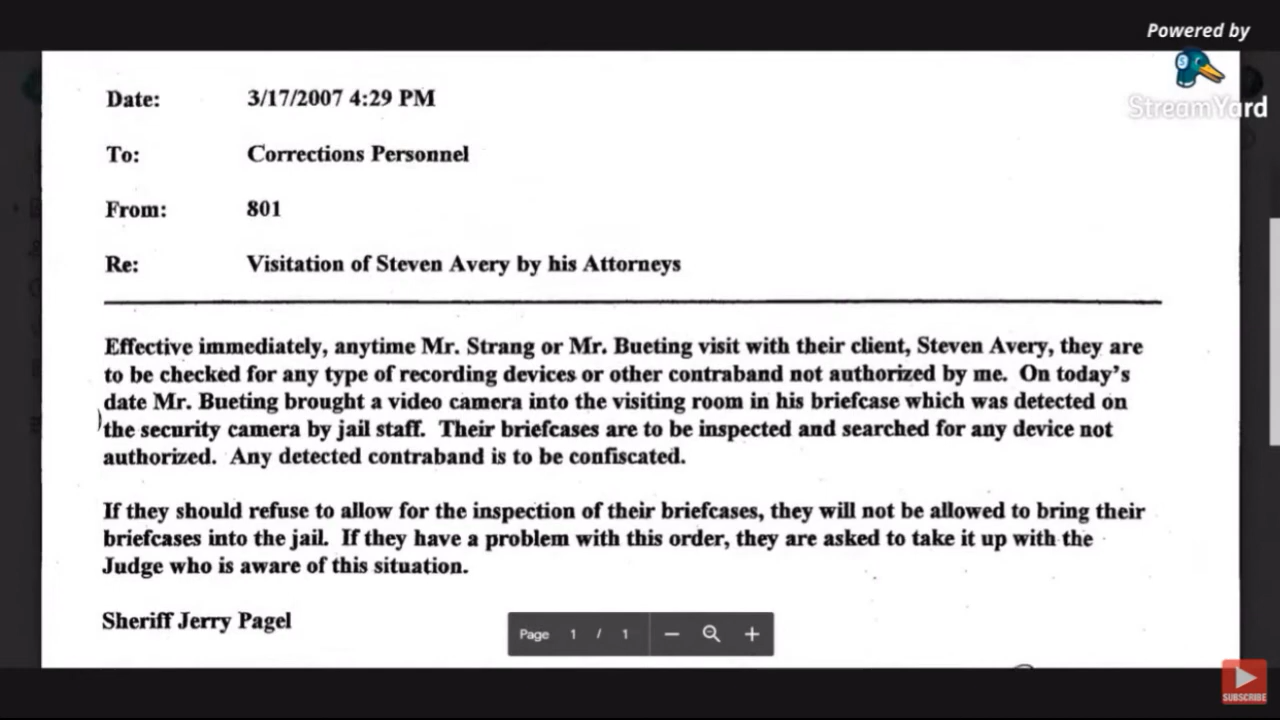 Powered by
StreamYard
Date: 3/17/2007 4:29 PM
To: Corrections Personnel
From: 801
Re: Visitation of Steven Avery by his Attorneys
Effective immediately, anytime Mr. Strang or Mr. Bueting visit with their client, Steven Avery, they are
to be checked for any type of recording devices or other contraband not authorized by me. On today's
date Mr. Bueting brought a video camera into the visiting room in his briefcase which was detected on
the security camera by jail staff. Their briefcases are to be inspected and searched for any device not
authorized. Any detected contraband is to be confiscated.
If they should refuse to allow for the inspection of their briefcases, they will not be allowed to bring their
briefcases into the jail. If they have a problem with this order, they are asked to take it up with the
Judge who is aware of this situation.
Sheriff Jerry Pagel
Page 1 / 1
SUBSCRIBE